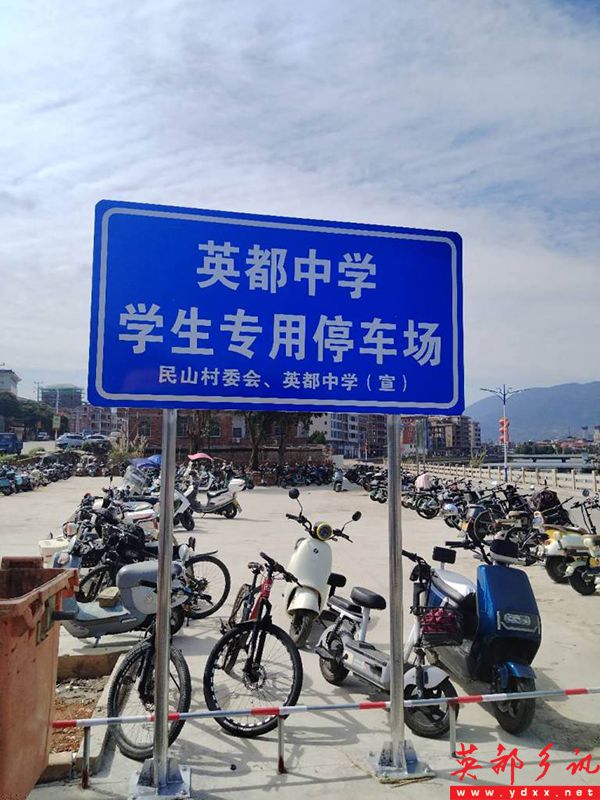 英都中学
学生专用停车场
民山村委会、英都中学（宣）
英都乡讯
www.ydxx.net